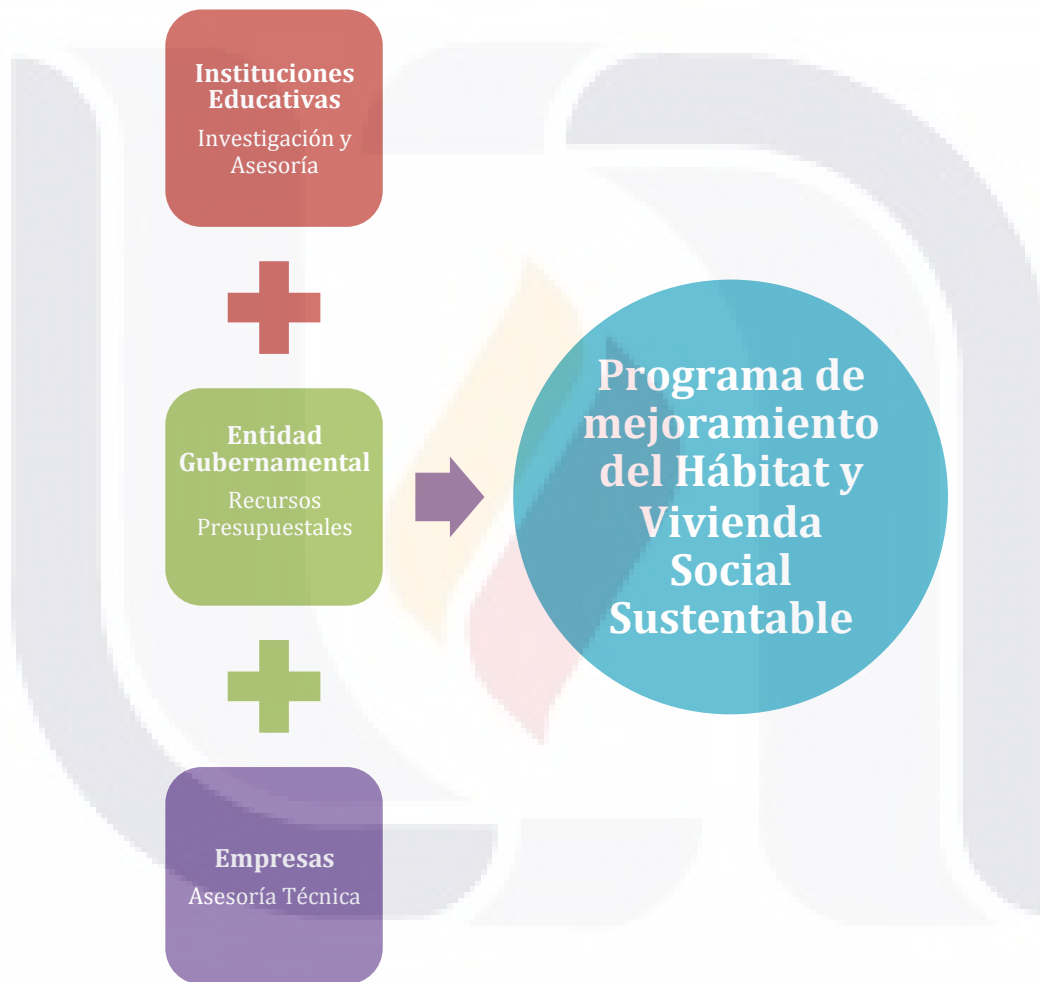 Instituciones
Educativas
Investigación y
Asesoría
Entidad
Gubernamental
Recursos
Presupuestales
Empresas
Asesoría Técnica
Programa de
mejoramiento
del Hábitat y
Vivienda
Social
Sustentable